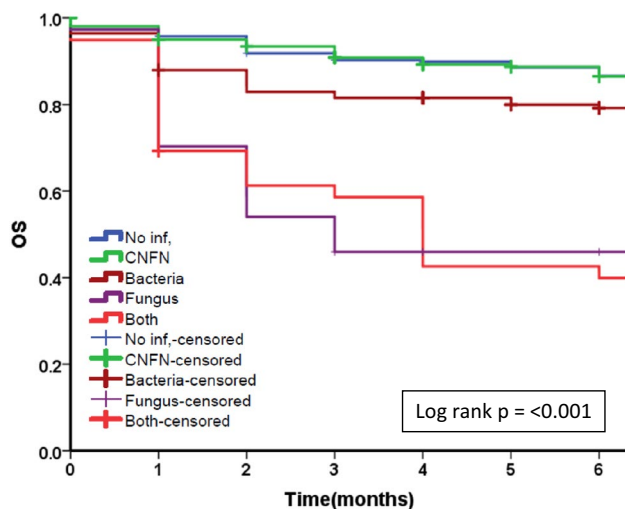 1.0
0.8
0.6
0.4
0.2
0.0
OS
No inf,
CNFN
Bacteria
Fungus
Both
No inf,-censored
CNFN-censored
Bacteria-censored
Fungus-censored
Both-censored
Log rank p = <0.001
0 1 2 3 4 5 6
Time(months)